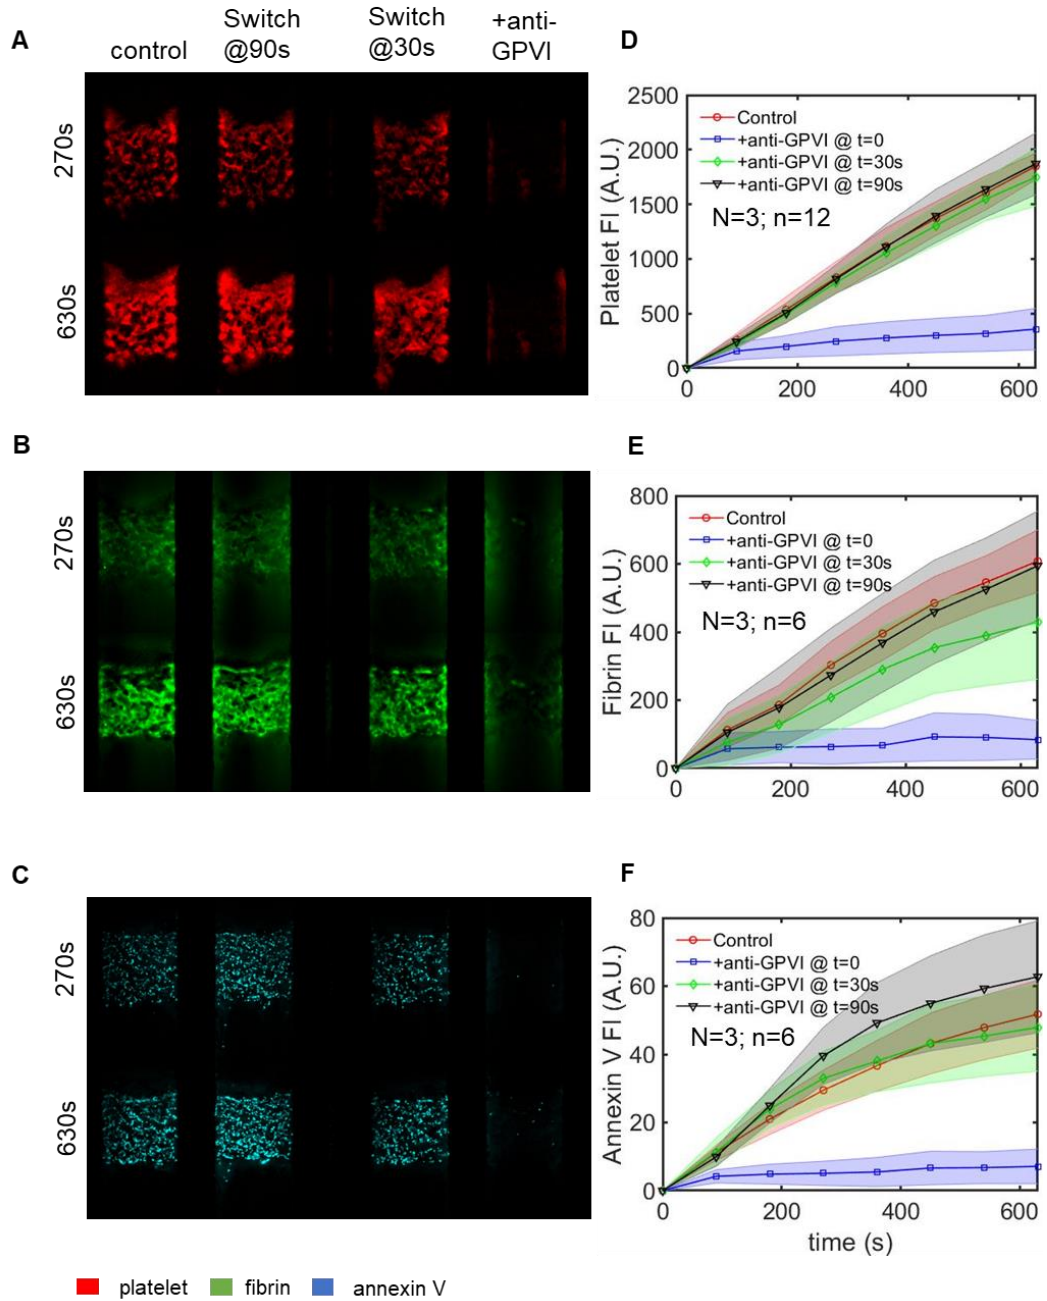 A
control
Switch
@90s
Switch
@30s
+anti-
GPVI
270s
630s
D
2500
2000
1500
1000
500
0
Platelet FI (A.U.)
Control
+anti-GPVI @ t=0
+anti-GPVI @ t=30s
+anti-GPVI @ t=90s
N=3; n=12
0
200
400
600
B
270s
630s
E
800
600
400
200
0
Fibrin FI (A.U.)
Control
+anti-GPVI @ t=0
+anti-GPVI @ t=30s
+anti-GPVI @ t=90s
N=3; n=6
0
200
400
600
C
270s
630s
F
80
60
40
20
0
Annexin V FI (A.U.)
Control
+anti-GPVI @ t=0
+anti-GPVI @ t=30s
+anti-GPVI @ t=90s
N=3; n=6
0
200
400
600
time (s)
platelet
fibrin
annexin V